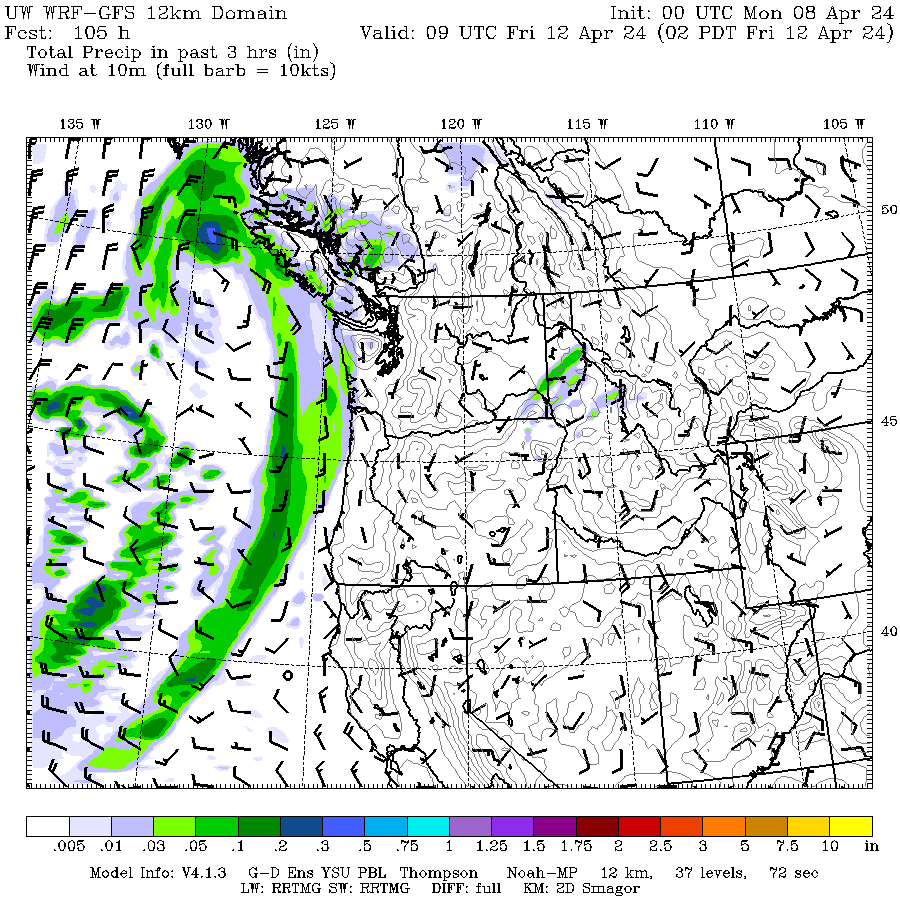 UW WRF-GFS 12km Domain Init: 00 UTC Mon 08 Apr 24
Fcst: 105 h Valid: 09 UTC Fri 12 Apr 24 (02 PDT Fri 12 Apr 24)
Total Precip in past 3 hrs (in)
Wind at 10m (full barb = 10kts)
135 W 130 W 125 W 120 W 115 W 110 W 105 W
50
45
40
.005 .01 .03 .05 .1 .2 .3 .5 .75 1 1.25 1.5 1.75 2 2.5 3 5 7.5 10 in
Model Info: V4.1.3 G-D Ens YSU PBL Thompson Noah-MP 12 km, 37 levels, 72 sec
LW: RRTMG SW: RRTMG DIFF: full KM: 2D Smagor